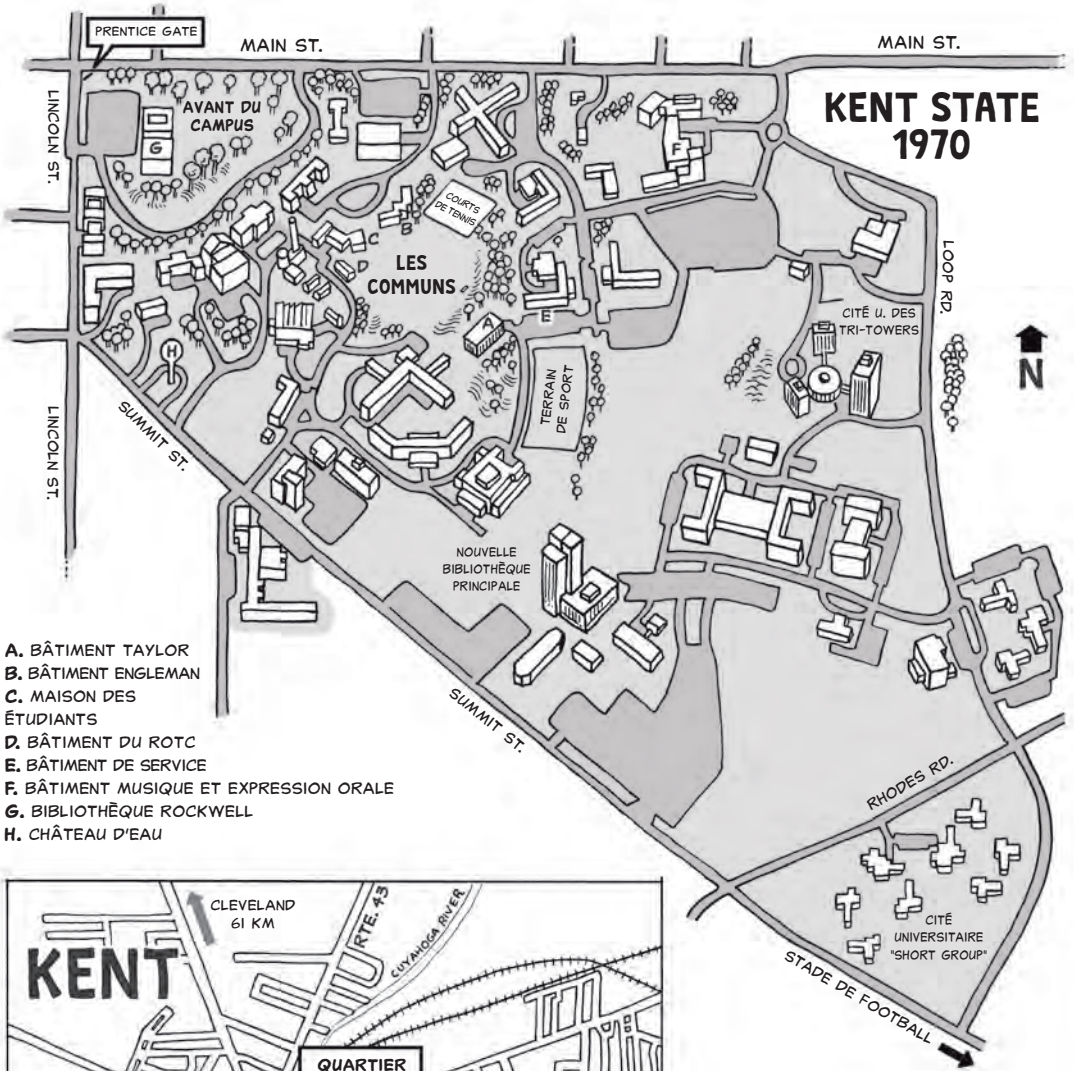 PRENTICE GATE
MAIN ST.
MAIN ST.
KENT STATE
1970
LINCOLN ST.
AVANT DU
CAMPUS
G
F
COURTS
DE TENNIS
B
C
D
LES
COMMUNS
A
E
LOOP RD.
CITÉ U. DES
TRI-TOWERS
N
H
TERRAIN
DE SPORT
LINCOLN ST.
SUMMIT ST.
NOUVELLE
BIBLIOTHÈQUE
PRINCIPALE
SUMMIT ST.
A. BÂTIMENT TAYLOR
B. BÂTIMENT ENGLEMAN
C. MAISON DES
ÉTUDIANTS
D. BÂTIMENT DU ROTC
E. BÂTIMENT DE SERVICE
F. BÂTIMENT MUSIQUE ET EXPRESSION ORALE
G. BIBLIOTHÈQUE ROCKWELL
H. CHÂTEAU D'EAU
RHODES RD.
CITÉ
UNIVERSITAIRE
"SHORT GROUP"
STADE DE FOOTBALL
CLEVELAND
61 KM
KENT
RTE. 43
CUYAHOGA RIVER
QUARTIER